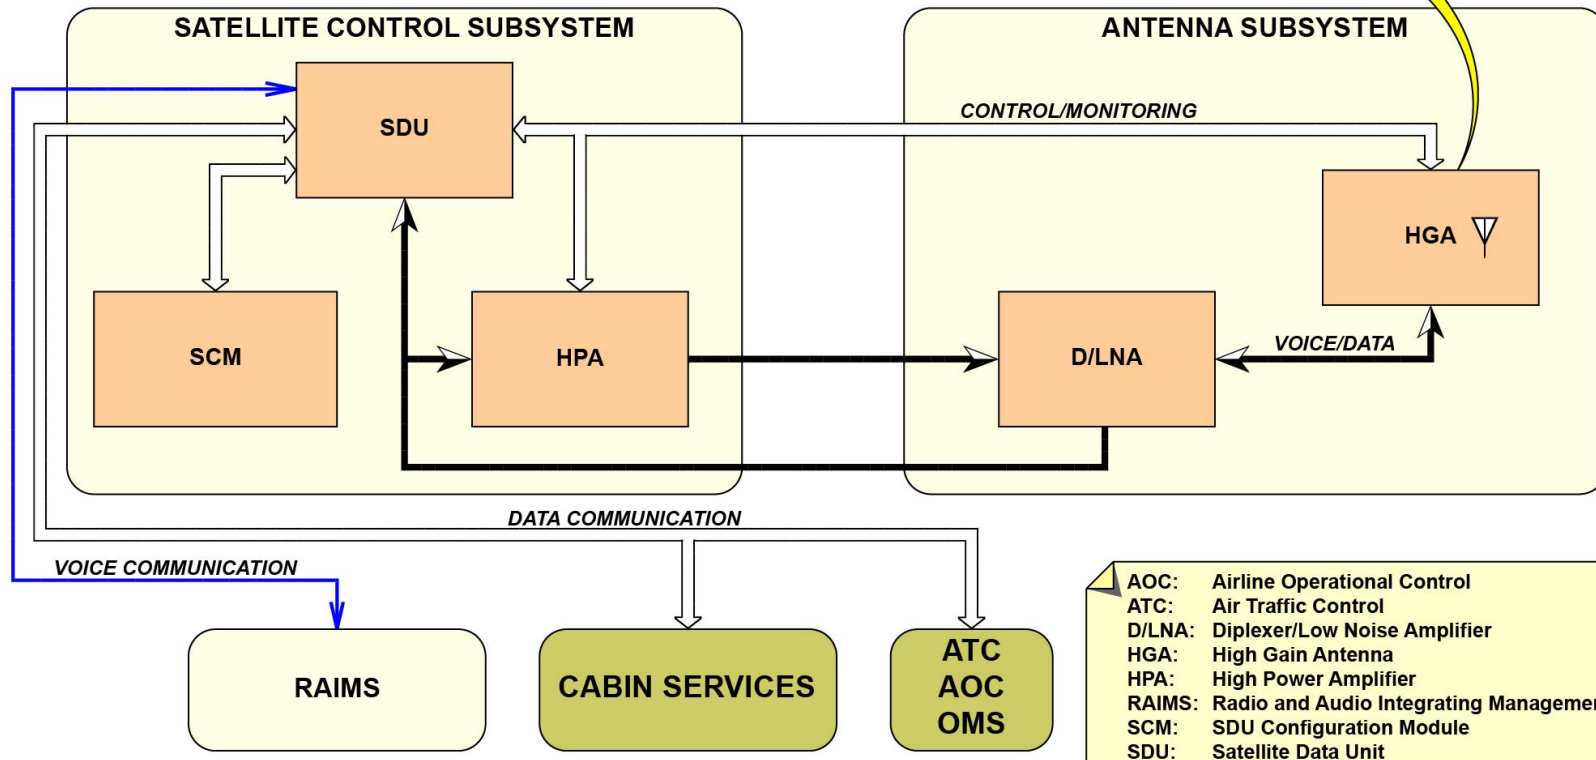 SATELLITE CONTROL SUBSYSTEM
ANTENNA SUBSYSTEM
CONTROL/MONITORING
SDU
HGA
SCM
HPA
D/LNA
VOICE/DATA
DATA COMMUNICATION
VOICE COMMUNICATION
RAIMS
CABIN SERVICES
ATC
AOC
OMS
AOC: Airline Operational Control
ATC: Air Traffic Control
D/LNA: Diplexer/Low Noise Amplifier
HGA: High Gain Antenna
HPA: High Power Amplifier
RAIMS: Radio and Audio Integrating
SCM: SDU Configuration Module
SDU: Satellite Data Unit